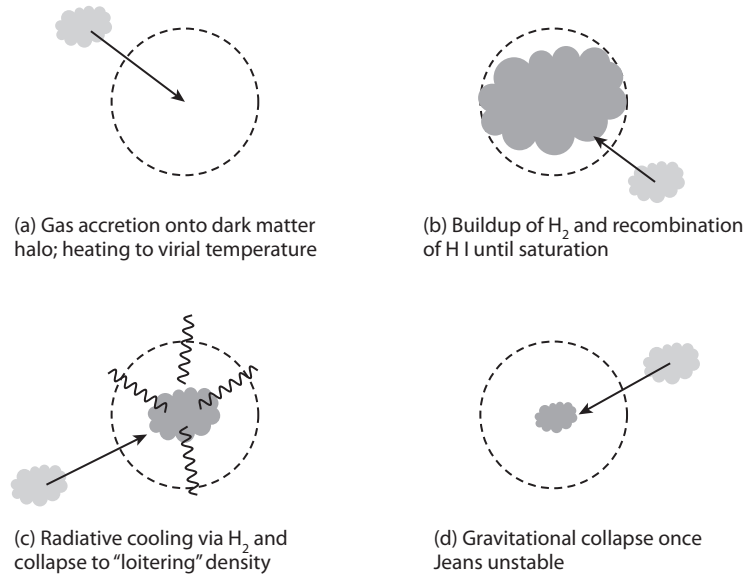 (a) Gas accretion onto dark matter
halo; heating to virial temperature
(b) Buildup of H₂ and recombination
of H I until saturation
(c) Radiative cooling via H₂ and
collapse to “loitering” density
(d) Gravitational collapse once
Jeans unstable